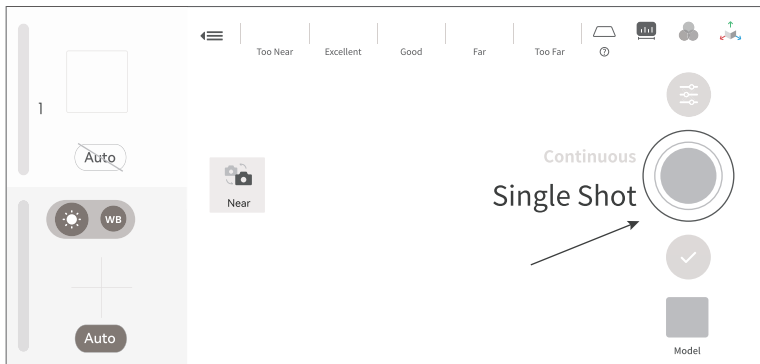 Too Near Excellent Good Far Too Far ?
1
Auto
Continuous
Single Shot
Near
WB
Auto
Model